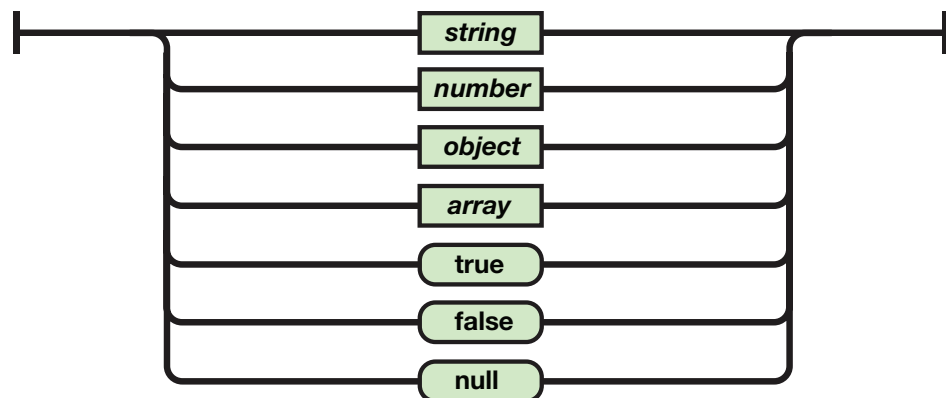 string
number
object
array
true
false
null